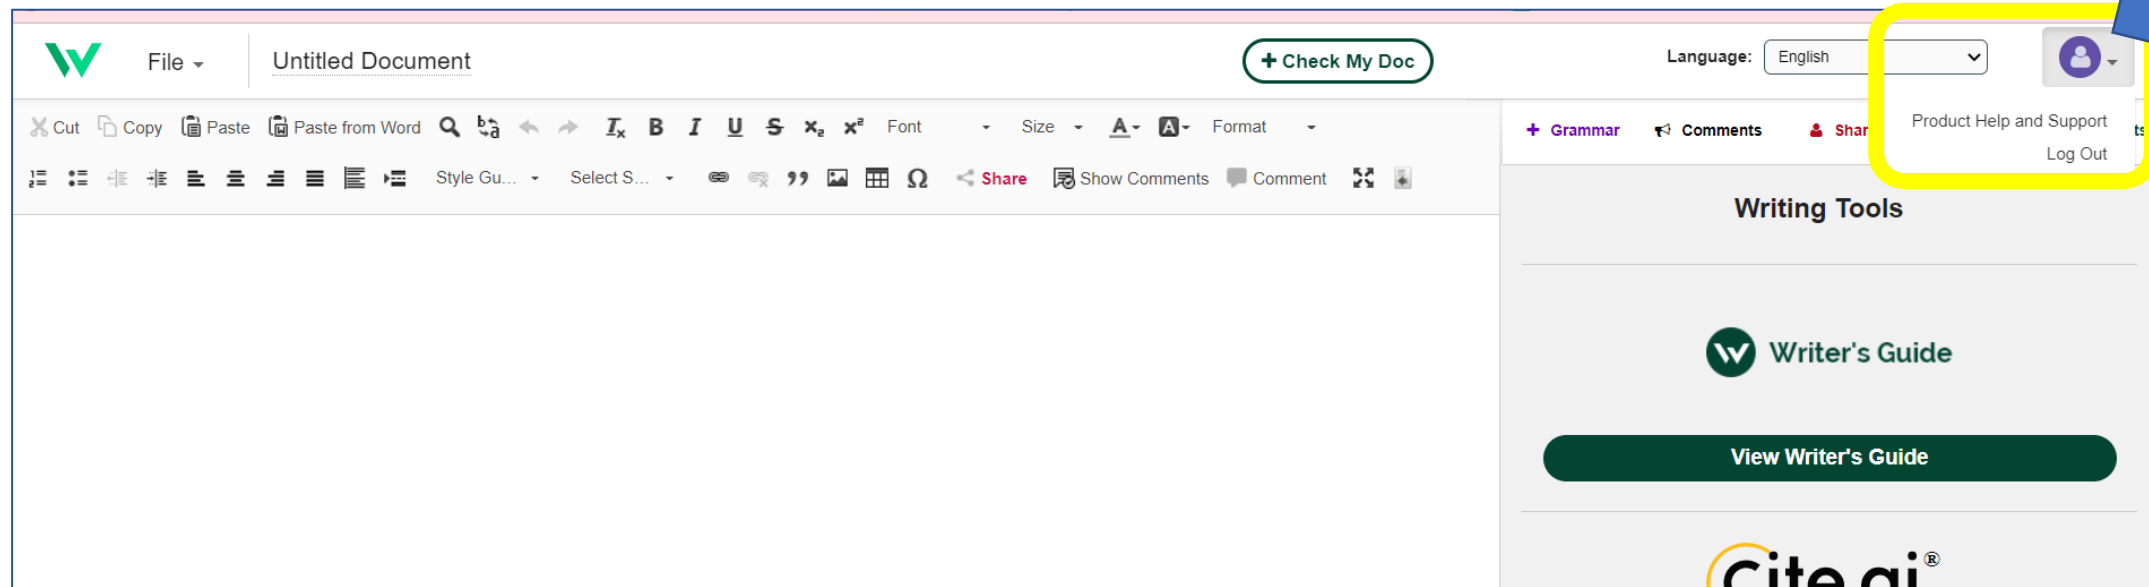 File
Untitled Document
+ Check My Doc
Language: English
Cut Copy Paste Paste from Word Font Size A A Format
Style Gu... Select S... Share Show Comments Comment
+ Grammar Comments
Product Help and Support
Log Out
Writing Tools
Writer's Guide
View Writer's Guide
Cite.ai®